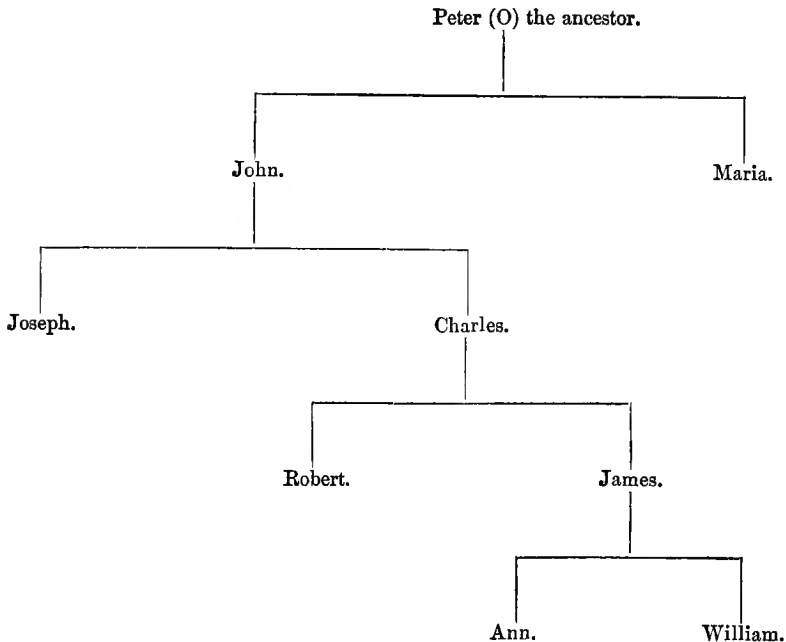 Peter (O) the ancestor.
John. Maria.
Joseph. Charles.
Robert. James.
Ann. William.